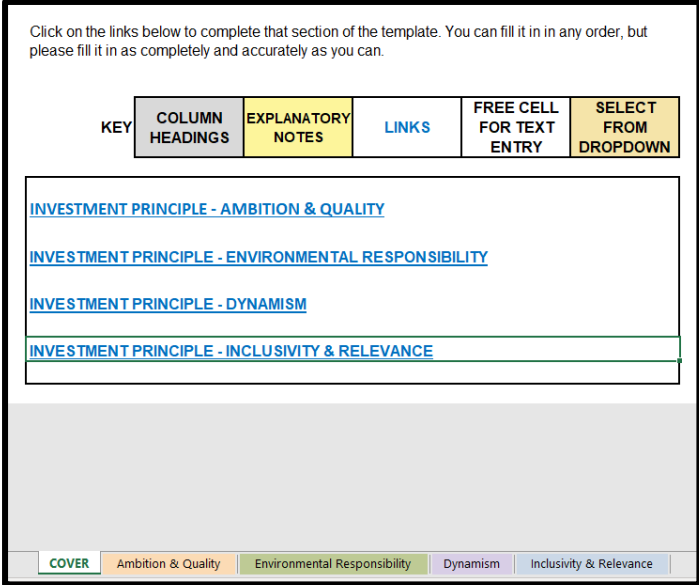 Click on the links below to complete that section of the template. You can fill it in in any order, but
please fill it in as completely and accurately as you can.
KEY
COLUMN
HEADINGS
EXPLANATORY
NOTES
LINKS
FREE CELL
FOR TEXT
ENTRY
SELECT
FROM
DROPDOWN
INVESTMENT PRINCIPLE - AMBITION & QUALITY
INVESTMENT PRINCIPLE - ENVIRONMENTAL RESPONSIBILITY
INVESTMENT PRINCIPLE - DYNAMISM
INVESTMENT PRINCIPLE - INCLUSIVITY & RELEVANCE
COVER
Ambition & Quality
Environmental Responsibility
Dynamism
Inclusivity & Relevance